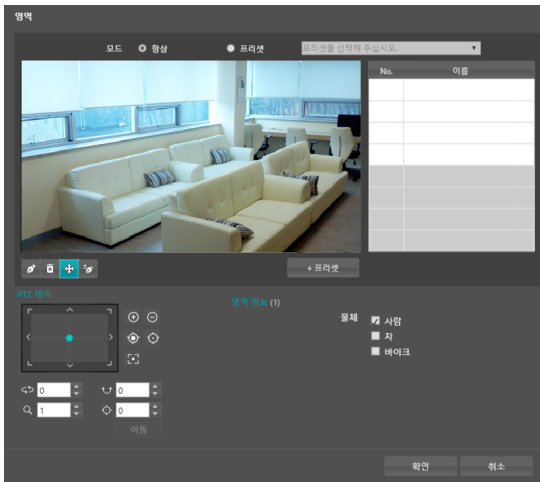 영역
모드 항상 프리셋 프리셋을 선택해 주십시오.
No. 이름
+ 프리셋
PTZ 제어
영역 정보 (1)
물체 사람
차
바이크
0 0
1 0
이동
확인 취소